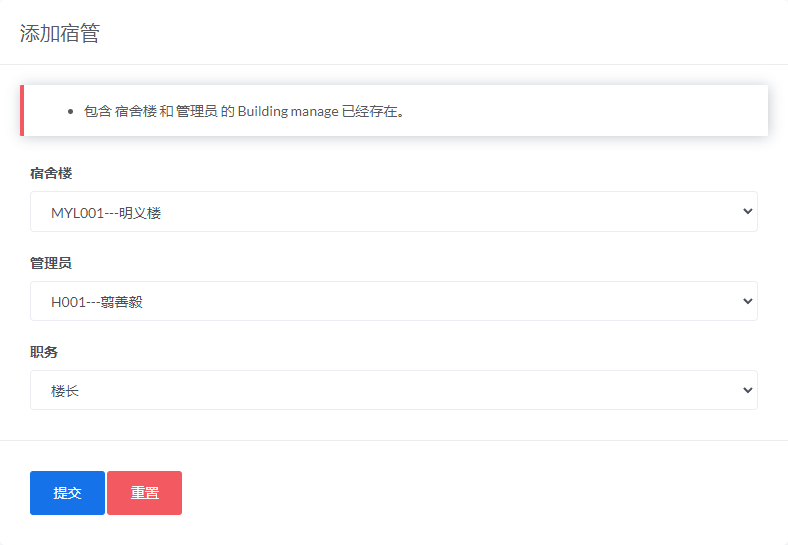 添加宿管
包含 宿舍楼 和 管理员 的 Building manage 已经存在。
宿舍楼
MYL001---明义楼
管理员
H001---翦善毅
职务
楼长
提交 重置